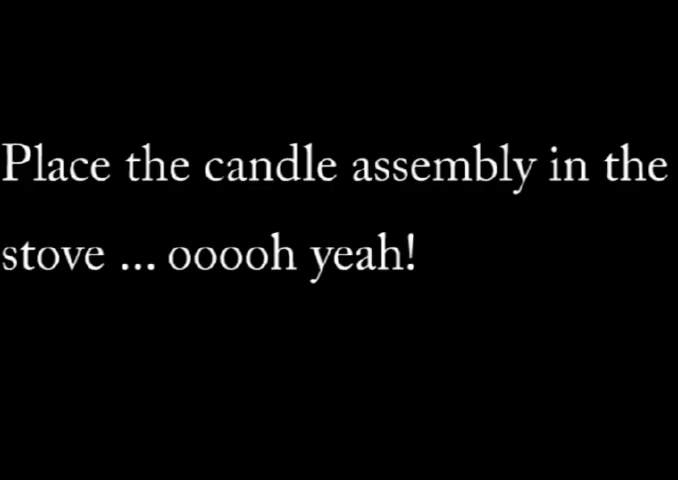 Place the candle assembly in the
stove ... ooooh yeah!